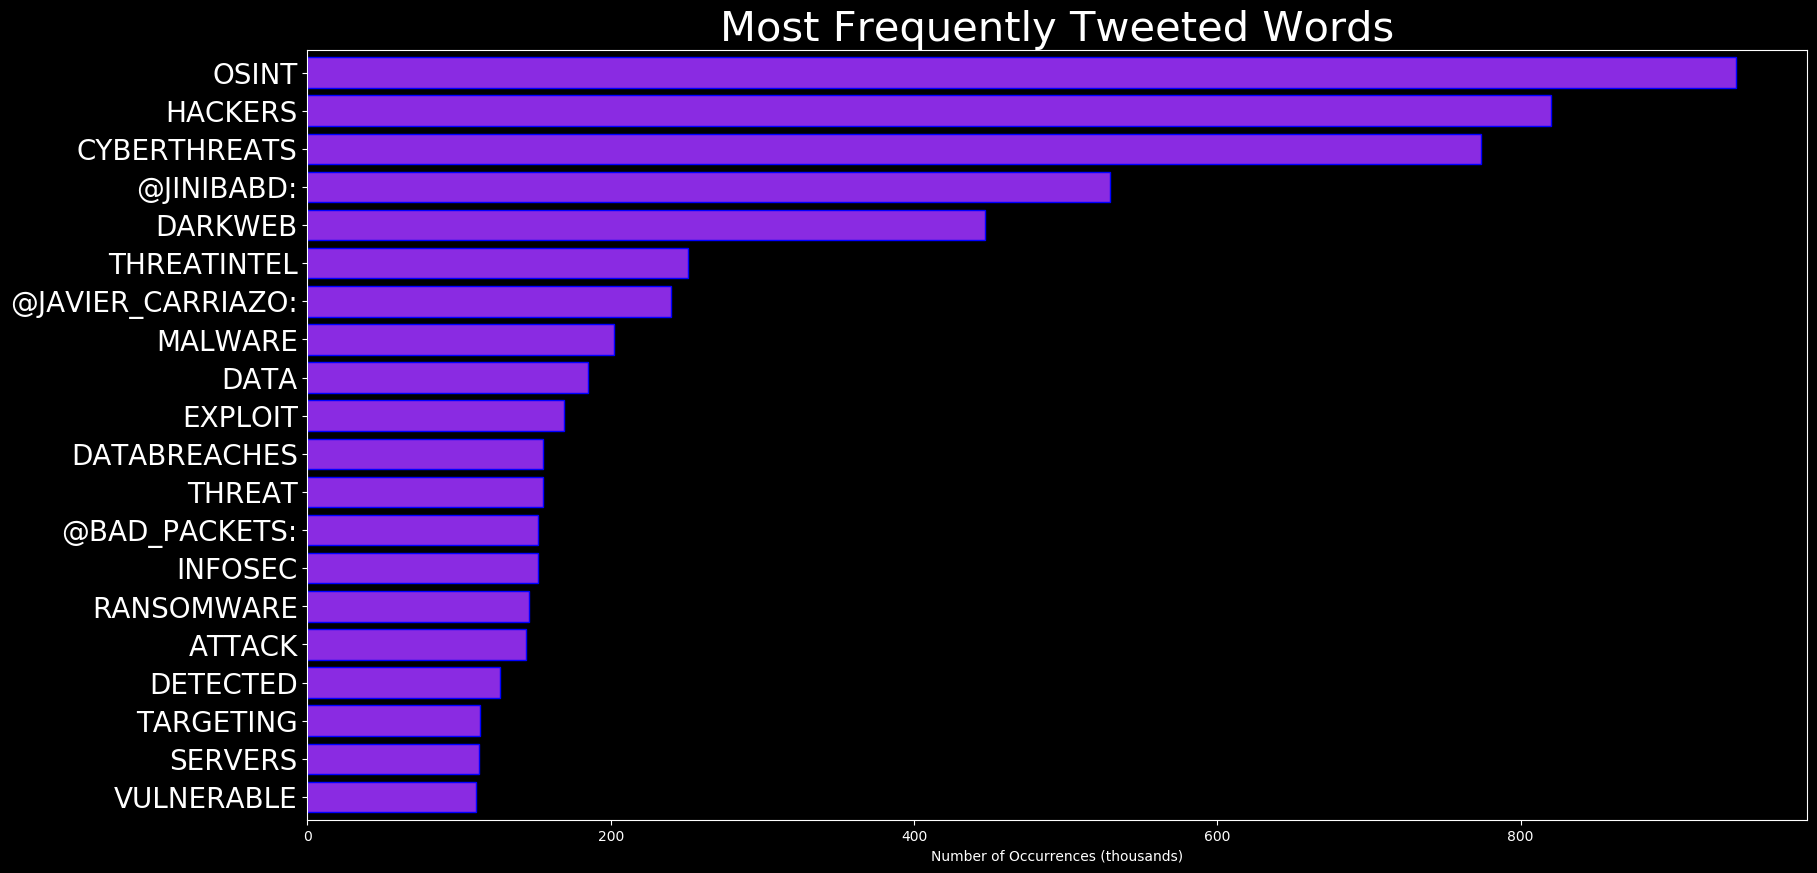 Most Frequently Tweeted Words
OSINT
HACKERS
CYBERTHREATS
@JINIBABD:
DARKWEB
THREATINTEL
@JAVIER_CARRIAZO:
MALWARE
DATA
EXPLOIT
DATABREACHES
THREAT
@BAD_PACKETS:
INFOSEC
RANSOMWARE
ATTACK
DETECTED
TARGETING
SERVERS
VULNERABLE
0 200 400 600 800
Number of Occurrences (thousands)